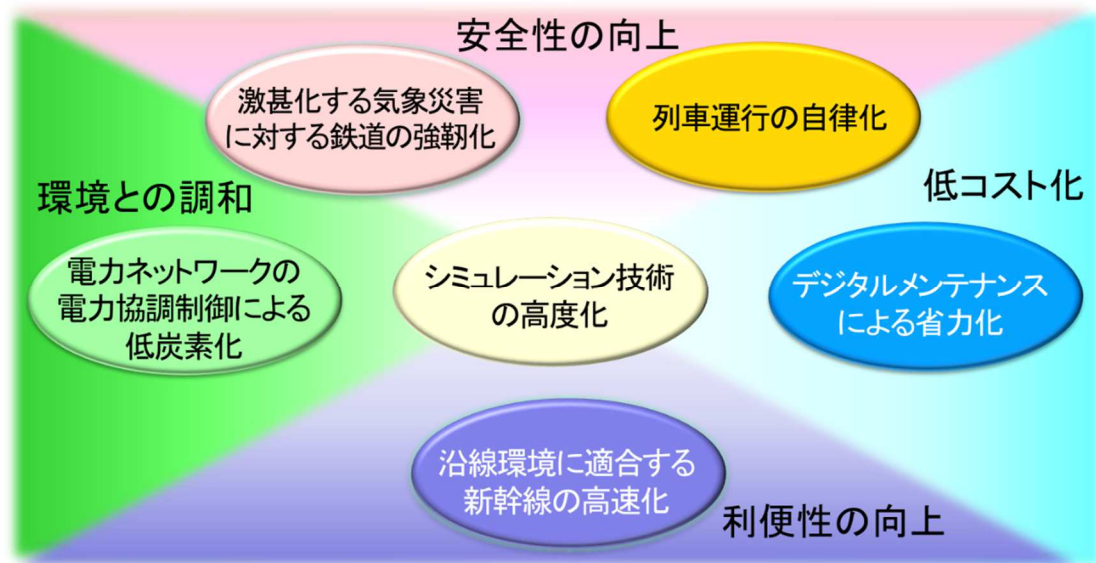 安全性の向上
激甚化する気象災害
に対する鉄道の強靭化
列車運行の自律化
環境との調和
低コスト化
電力ネットワークの
電力協調制御による
低炭素化
シミュレーション技術
の高度化
デジタルメンテナンス
による省力化
沿線環境に適合する
新幹線の高速化
利便性の向上